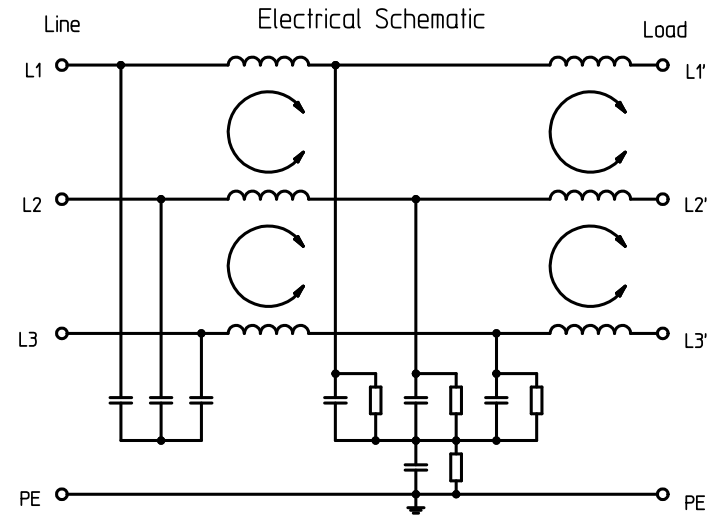 Electrical Schematic
Line
Load
L1
L1'
L2
L2'
L3
L3'
PE
PE